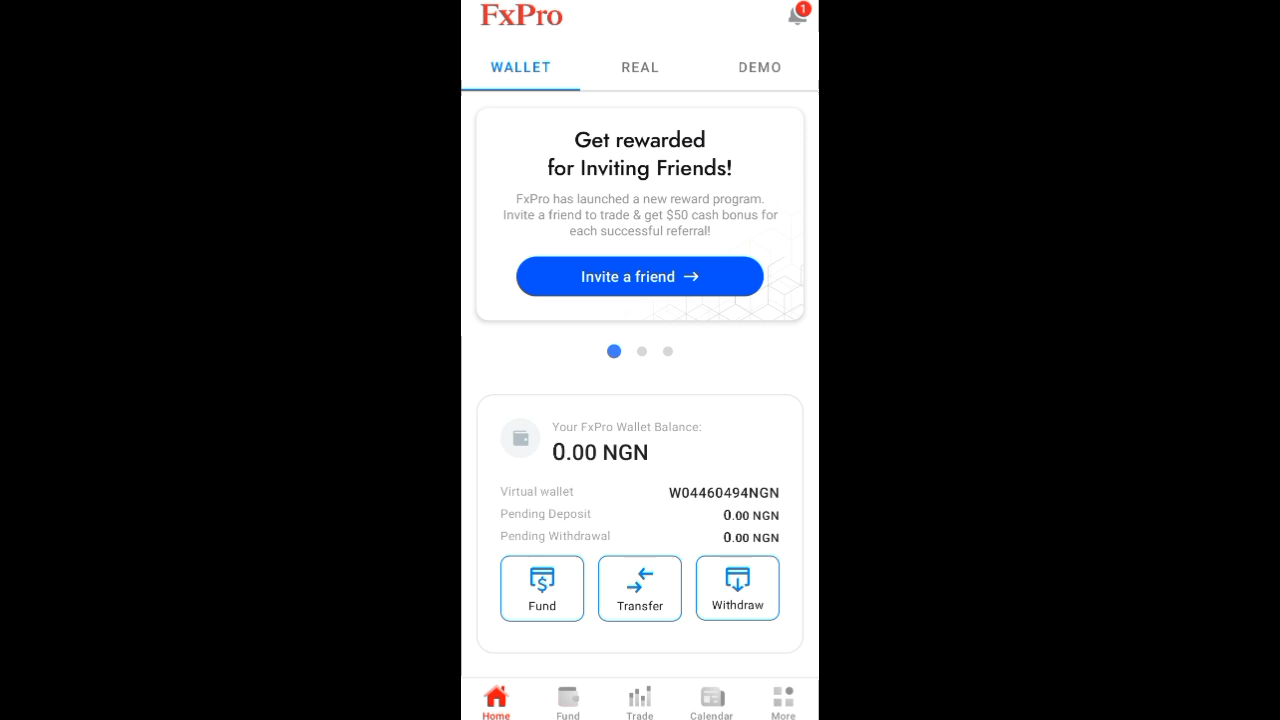 FxPro
1
WALLET REAL DEMO
Get rewarded
for Inviting Friends!
FxPro has launched a new reward program.
Invite a friend to trade & get $50 cash bonus for
each successful referral!
Invite a friend →
Your FxPro Wallet Balance:
0.00 NGN
Virtual wallet W04460494NGN
Pending Deposit 0.00 NGN
Pending Withdrawal 0.00 NGN
Fund Transfer Withdraw
Home Fund Trade Calendar More